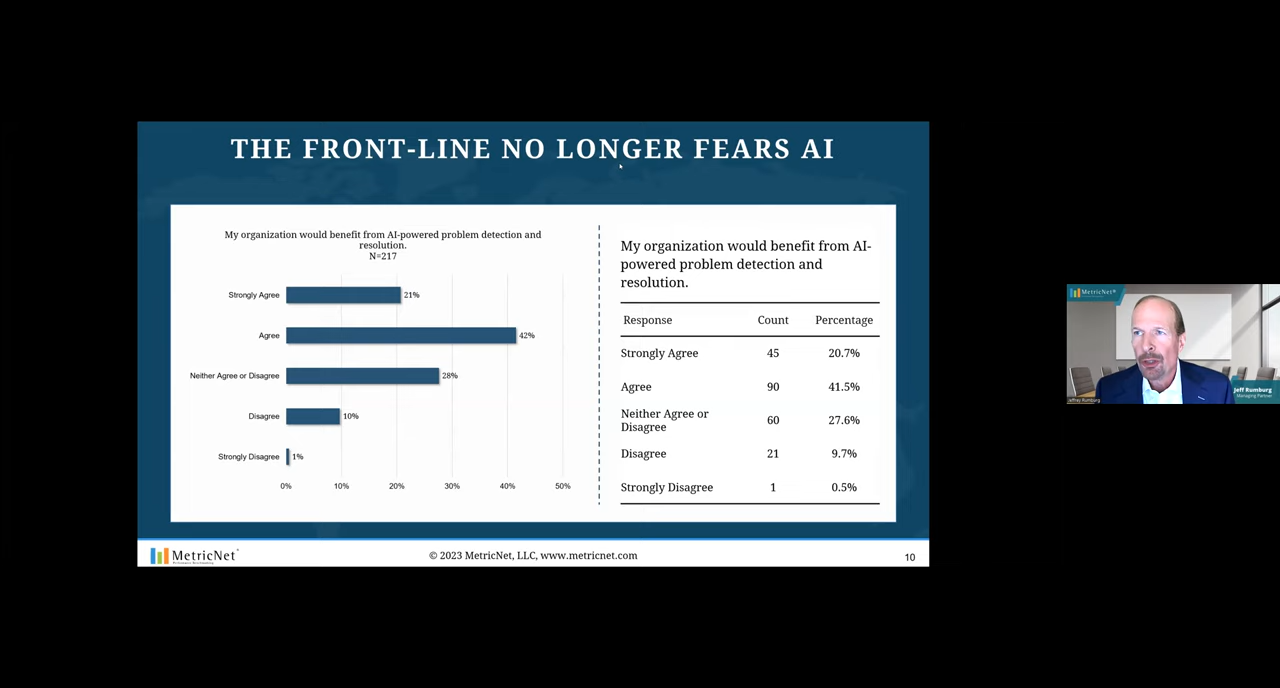 THE FRONT-LINE NO LONGER FEARS AI
My organization would benefit from AI-powered problem detection and
resolution.
N=217
Strongly Agree 21%
Agree 42%
Neither Agree or Disagree 28%
Disagree 10%
Strongly Disagree 1%
0% 10% 20% 30% 40% 50%
My organization would benefit from AI-
powered problem detection and
resolution.
Response Count Percentage
Strongly Agree 45 20.7%
Agree 90 41.5%
Neither Agree or
Disagree 60 27.6%
Disagree 21 9.7%
Strongly Disagree 1 0.5%
MetricNet
Performance Benchmarking
© 2023 MetricNet, LLC, www.metricnet.com
10
MetricNet®
Jeff Rumburg
Managing Partner
Jeffrey Rumburg